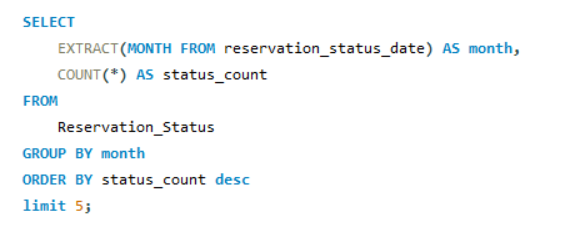 SELECT
    EXTRACT(MONTH FROM reservation_status_date) AS month,
    COUNT(*) AS status_count
FROM
    Reservation_Status
GROUP BY month
ORDER BY status_count desc
limit 5;